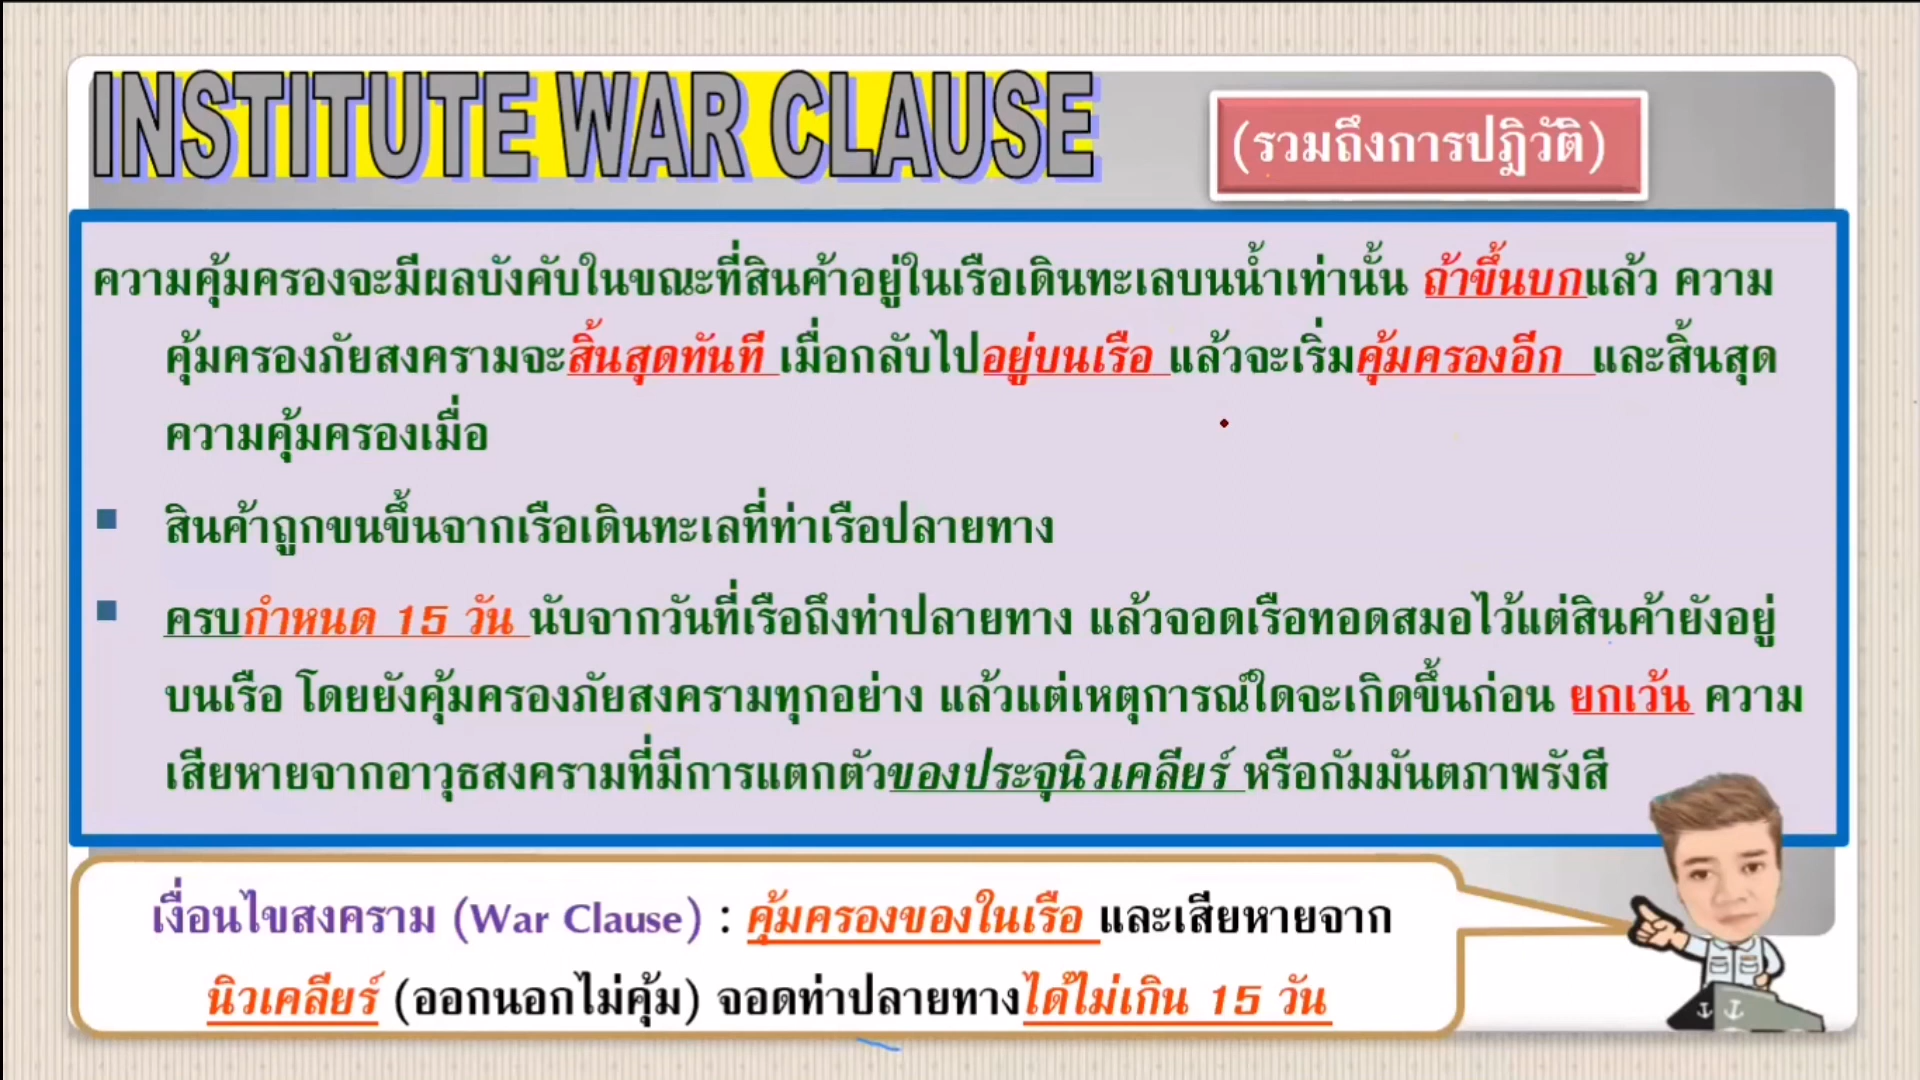 INSTITUTE WAR CLAUSE
(รวมถึงการปฎิวัติ)
ความคุ้มครองจะมีผลบังคับในขณะที่สินค้าอยู่ในเรือเดินทะเลบนน้ำเท่านั้น ถ้าขึ้นบกแล้ว ความ
คุ้มครองภัยสงครามจะสิ้นสุดทันที เมื่อกลับไปอยู่บนเรือ แล้วจะเริ่มคุ้มครองอีก และสิ้นสุด
ความคุ้มครองเมื่อ
▪ สินค้าถูกขนขึ้นจากเรือเดินทะเลที่ท่าเรือปลายทาง
▪ ครบกำหนด 15 วัน นับจากวันที่เรือถึงท่าปลายทาง แล้วจอดเรือทอดสมอไว้แต่สินค้ายังอยู่
บนเรือ โดยยังคุ้มครองภัยสงครามทุกอย่าง แล้วแต่เหตุการณ์ใดจะเกิดขึ้นก่อน ยกเว้น ความ
เสียหายจากอาวุธสงครามที่มีการแตกตัวของประจุนิวเคลียร์ หรือกัมมันตภาพรังสี
เงื่อนไขสงคราม (War Clause) : คุ้มครองของในเรือ และเสียหายจาก
นิวเคลียร์ (ออกนอกไม่คุ้ม) จอดท่าปลายทางได้ไม่เกิน 15 วัน